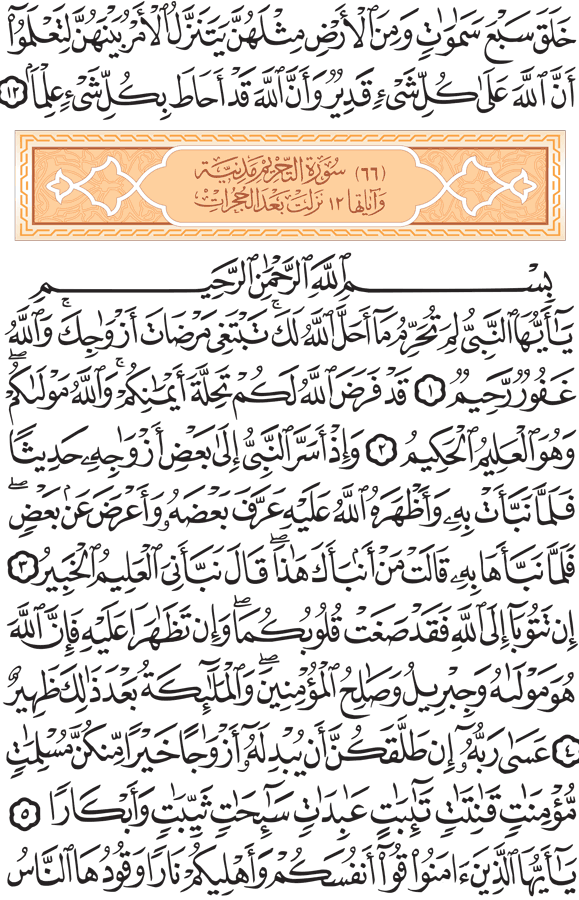 خَلَقَ سَبْعَ سَمَٰوَٰتٍ وَمِنَ ٱلْأَرْضِ مِثْلَهُنَّ يَتَنَزَّلُ ٱلْأَمْرُ بَيْنَهُنَّ لِتَعْلَمُوٓا۟
أَنَّ ٱللَّهَ عَلَىٰ كُلِّ شَىْءٍ قَدِيرٌ وَأَنَّ ٱللَّهَ قَدْ أَحَاطَ بِكُلِّ شَىْءٍ عِلْمًۢا ١٢
(٦٦) سُورَةُ التَّحْرِيمِ مَدَنِيَّة
وَآيَاتُهَا ١٢ نَزَلَتْ بَعْدَ الْحُجُرَاتِ
بِسْمِ ٱللَّهِ ٱلرَّحْمَٰنِ ٱلرَّحِيمِ
يَٰٓأَيُّهَا ٱلنَّبِىُّ لِمَ تُحَرِّمُ مَآ أَحَلَّ ٱللَّهُ لَكَ ۖ تَبْتَغِى مَرْضَاتَ أَزْوَٰجِكَ ۚ وَٱللَّهُ
غَفُورٌ رَّحِيمٌ ١ قَدْ فَرَضَ ٱللَّهُ لَكُمْ تَحِلَّةَ أَيْمَٰنِكُمْ ۚ وَٱللَّهُ مَوْلَىٰكُمْ ۖ
وَهُوَ ٱلْعَلِيمُ ٱلْحَكِيمُ ٢ وَإِذْ أَسَرَّ ٱلنَّبِىُّ إِلَىٰ بَعْضِ أَزْوَٰجِهِۦ حَدِيثًا
فَلَمَّا نَبَّأَتْ بِهِۦ وَأَظْهَرَهُ ٱللَّهُ عَلَيْهِ عَرَّفَ بَعْضَهُۥ وَأَعْرَضَ عَنۢ بَعْضٍ ۖ
فَلَمَّا نَبَّأَهَا بِهِۦ قَالَتْ مَنْ أَنۢبَأَكَ هَٰذَا ۖ قَالَ نَبَّأَنِىَ ٱلْعَلِيمُ ٱلْخَبِيرُ ٣
إِن تَتُوبَآ إِلَى ٱللَّهِ فَقَدْ صَغَتْ قُلُوبُكُمَا ۖ وَإِن تَظَٰهَرَا عَلَيْهِ فَإِنَّ ٱللَّهَ
هُوَ مَوْلَىٰهُ وَجِبْرِيلُ وَصَٰلِحُ ٱلْمُؤْمِنِينَ ۖ وَٱلْمَلَٰٓئِكَةُ بَعْدَ ذَٰلِكَ ظَهِيرٌ
٤ عَسَىٰ رَبُّهُۥٓ إِن طَلَّقَكُنَّ أَن يُبْدِلَهُۥٓ أَزْوَٰجًا خَيْرًا مِّنكُنَّ مُسْلِمَٰتٍ
مُّؤْمِنَٰتٍ قَٰنِتَٰتٍ تَٰٓئِبَٰتٍ عَٰبِدَٰتٍ سَٰٓئِحَٰتٍ ثَيِّبَٰتٍ وَأَبْكَارًا ٥
يَٰٓأَيُّهَا ٱلَّذِينَ ءَامَنُوا۟ قُوٓا۟ أَنفُسَكُمْ وَأَهْلِيكُمْ نَارًا وَقُودُهَا ٱلنَّاسُ